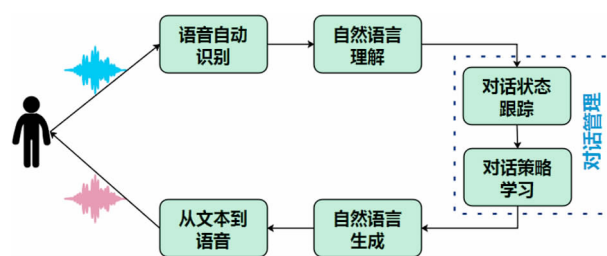 语音自动
识别
自然语言
理解
对话状态
跟踪
对话管理
对话策略
学习
从文本到
语音
自然语言
生成